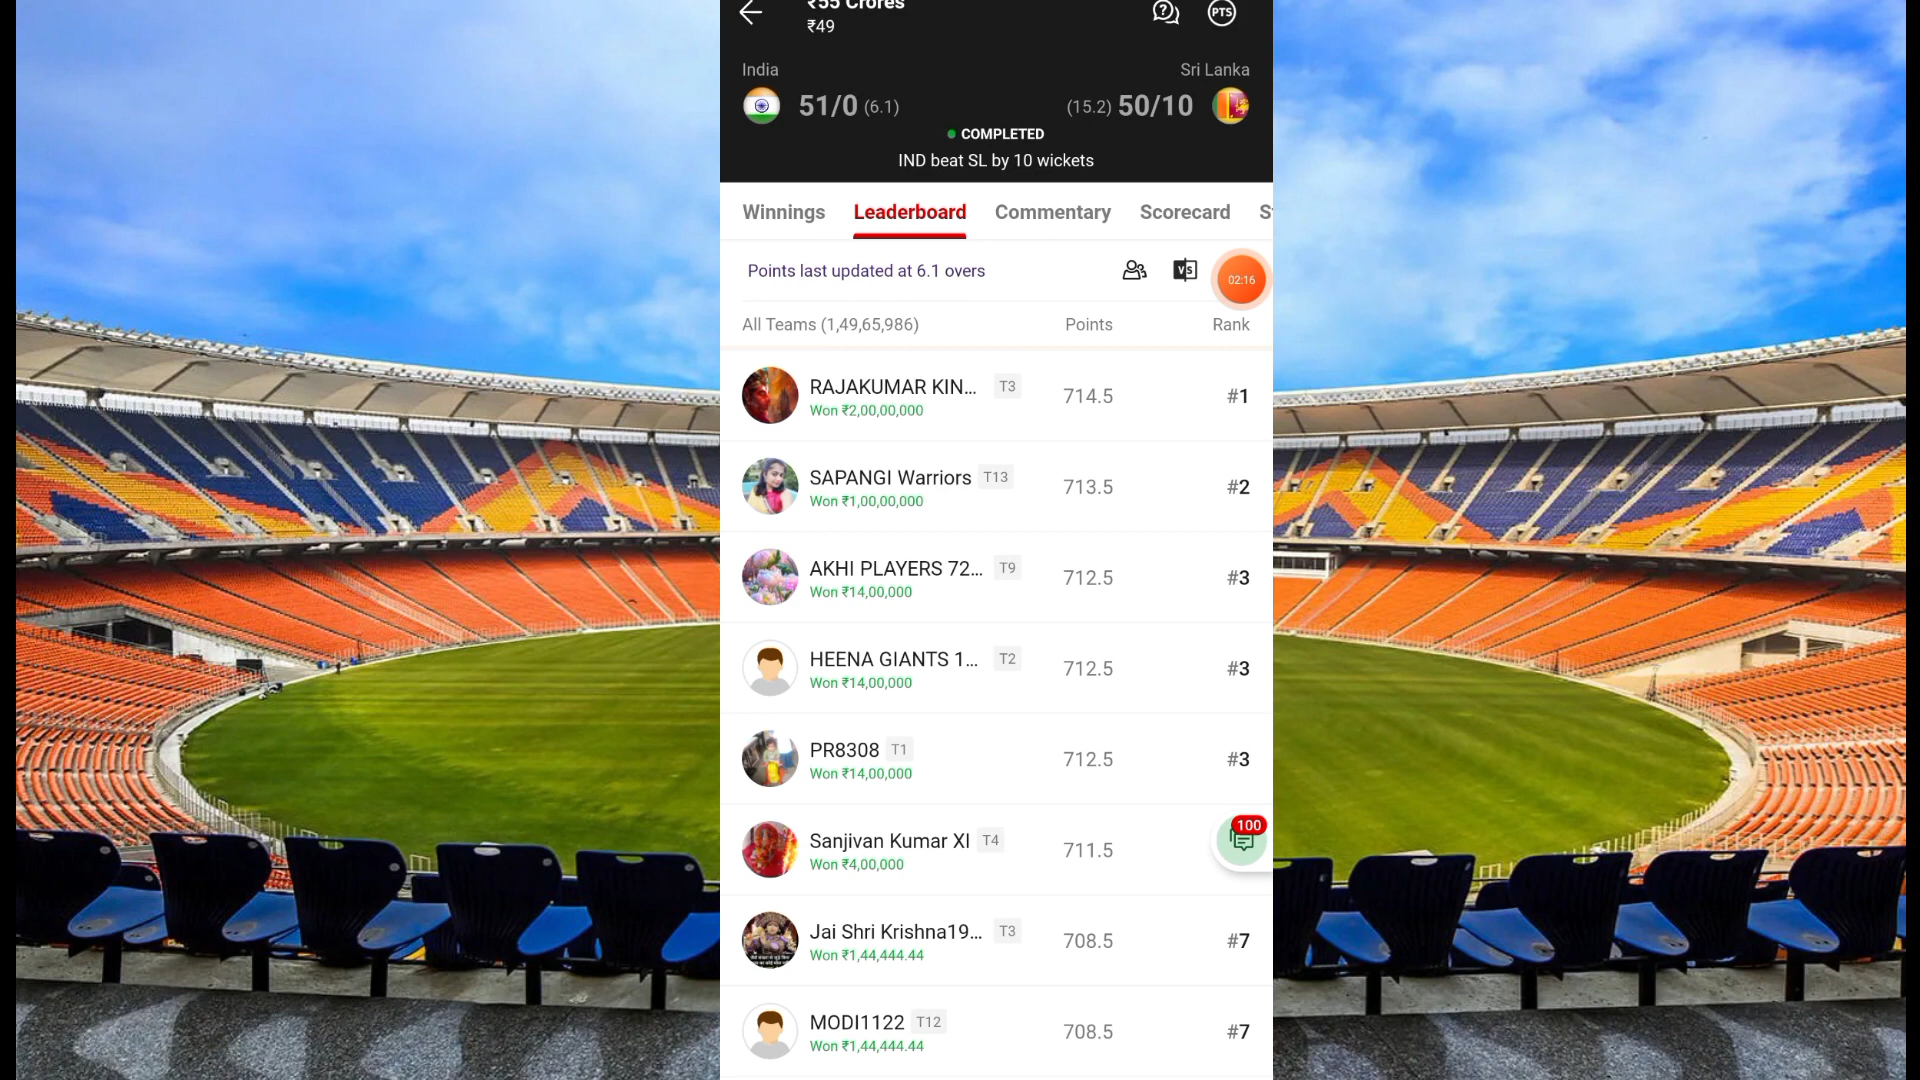 ₹55 Crores
₹49
PTS
India
Sri Lanka
51/0 (6.1)
(15.2) 50/10
COMPLETED
IND beat SL by 10 wickets
Winnings Leaderboard Commentary Scorecard S
Points last updated at 6.1 overs
VS
02:16
All Teams (1,49,65,986) Points Rank
RAJAKUMAR KIN... T3 714.5 #1
Won ₹2,00,00,000
SAPANGI Warriors T13 713.5 #2
Won ₹1,00,00,000
AKHI PLAYERS 72... T9 712.5 #3
Won ₹14,00,000
HEENA GIANTS 1... T2 712.5 #3
Won ₹14,00,000
PR8308 T1 712.5 #3
Won ₹14,00,000
100
Sanjivan Kumar XI T4 711.5
Won ₹4,00,000
Jai Shri Krishna19... T3 708.5 #7
Won ₹1,44,444.44
MODI1122 T12 708.5 #7
Won ₹1,44,444.44